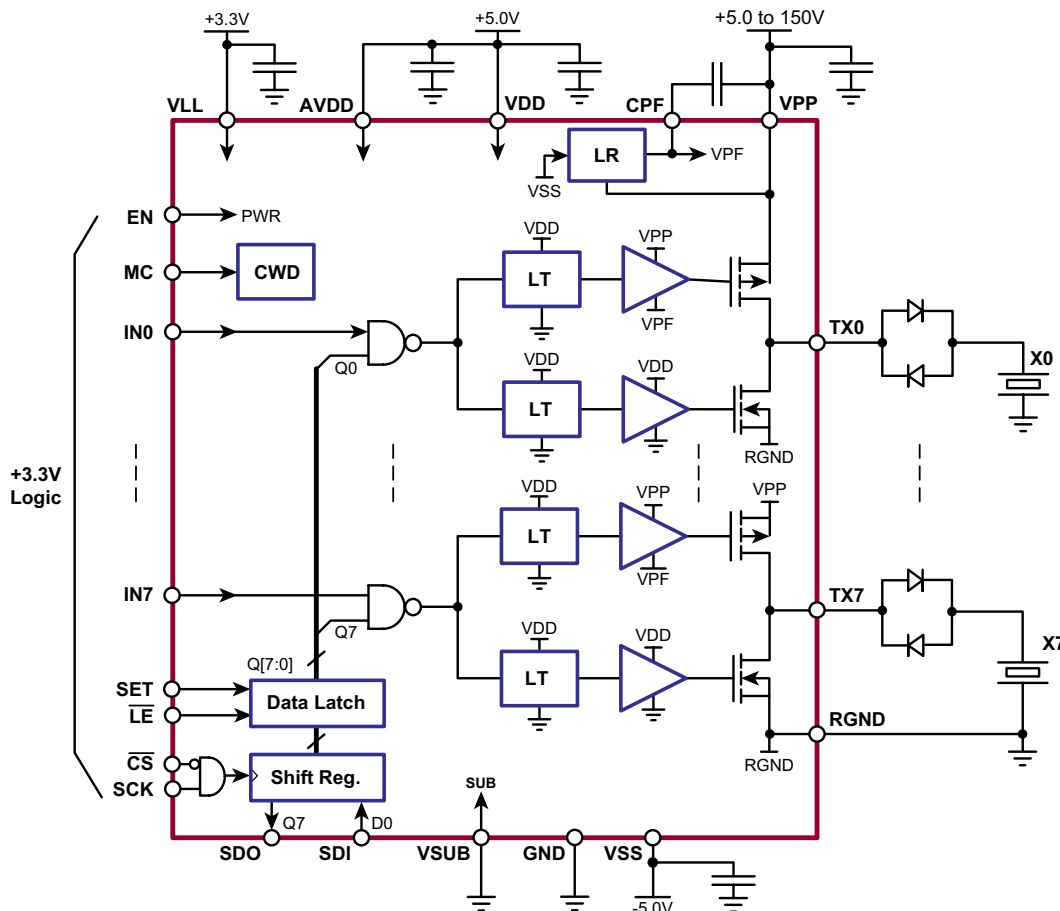 +3.3V
+5.0V
+5.0 to 150V
VLL
AVDD
VDD
CPF
VPP
LR
VPF
VSS
EN
PWR
MC
CWD
IN0
Q0
VDD
LT
VPP
VPF
VDD
LT
VDD
RGND
TX0
X0
+3.3V
Logic
VDD
LT
VPP
VPF
VPP
IN7
Q7
VDD
LT
VDD
TX7
X7
Q[7:0]
SET
LE
Data Latch
RGND
RGND
CS
SCK
Shift Reg.
SUB
Q7
D0
SDO
SDI
VSUB
GND
VSS
-5.0V